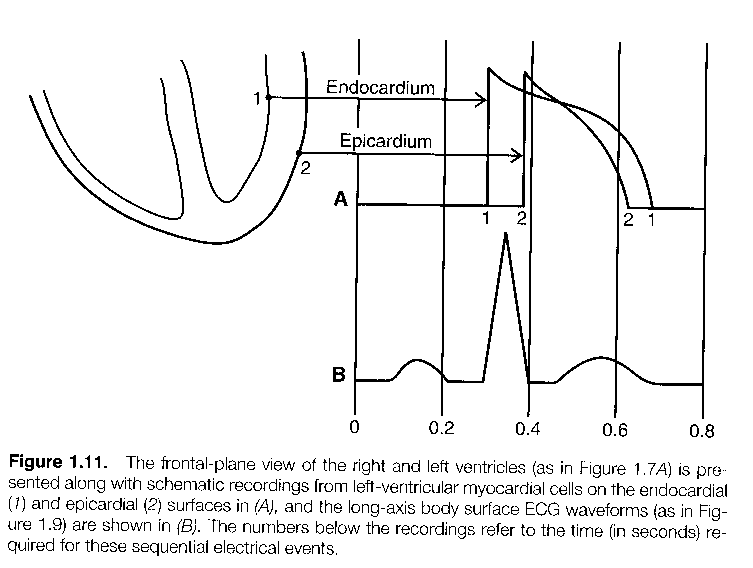 1
Endocardium
Epicardium
2
A
1 2 2 1
B
0 0.2 0.4 0.6 0.8
Figure 1.11. The frontal-plane view of the right and left ventricles (as in Figure 1.7A) is pre-
sented along with schematic recordings from left-ventricular myocardial cells on the endocardial
(1) and epicardial (2) surfaces in (A), and the long-axis body surface ECG waveforms (as in Fig-
ure 1.9) are shown in (B). The numbers below the recordings refer to the time (in seconds) re-
quired for these sequential electrical events.